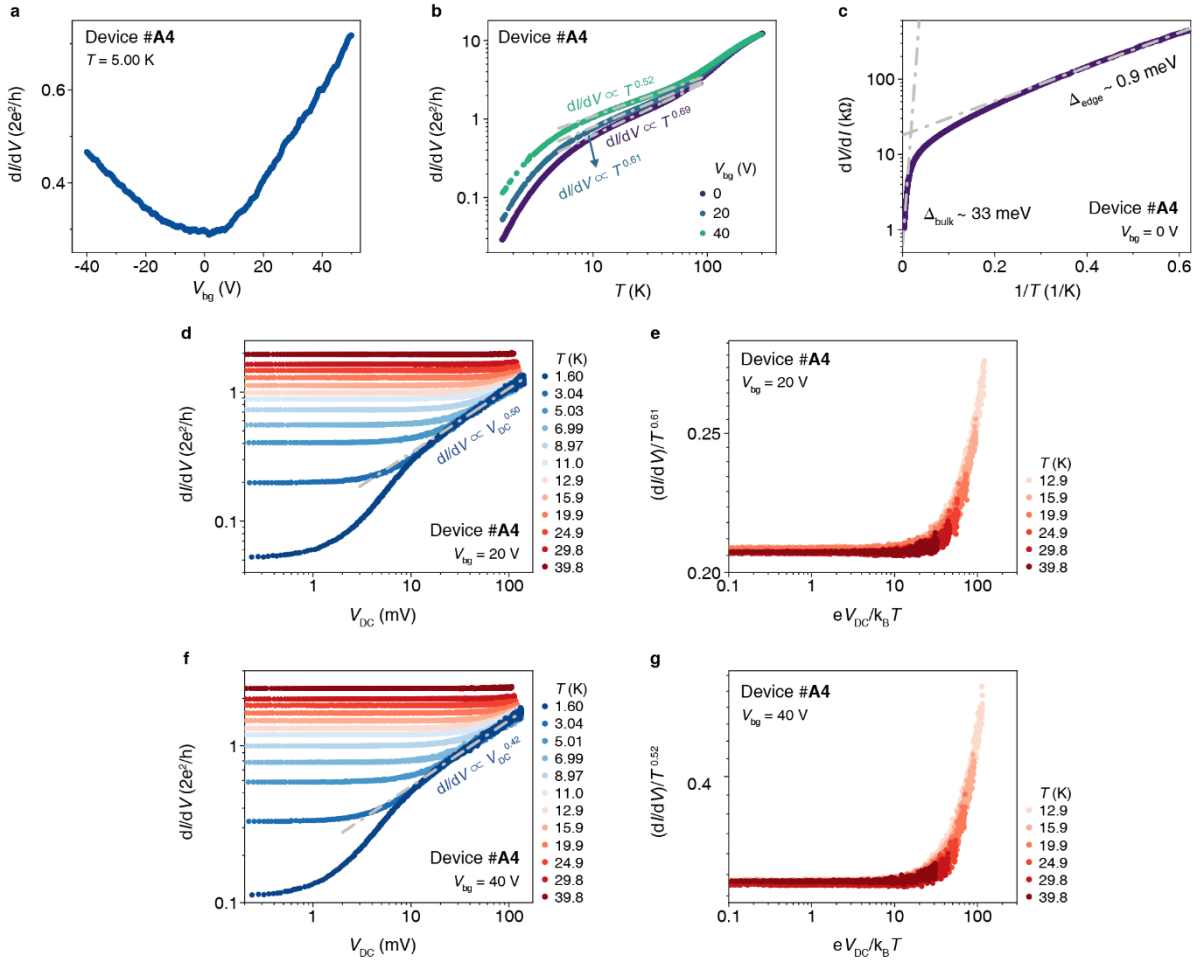 a
Device #A4
T = 5.00 K
dI/dV (2e²/h)
0.6
0.4
-40
-20
0
20
40
V_bg (V)
b
Device #A4
dI/dV ∝ T^0.52
dI/dV ∝ T^0.69
dI/dV ∝ T^0.61
dI/dV (2e²/h)
10
1
0.1
V_bg (V)
0
20
40
10
100
T (K)
c
dV/dI (kΩ)
100
10
1
Δ_edge ~ 0.9 meV
Δ_bulk ~ 33 meV
Device #A4
V_bg = 0 V
0
0.2
0.4
0.6
1/T (1/K)
d
dI/dV (2e²/h)
1
0.1
dI/dV ∝ V_DC^0.50
Device #A4
V_bg = 20 V
1
10
100
V_DC (mV)
T (K)
1.60
3.04
5.03
6.99
8.97
11.0
12.9
15.9
19.9
24.9
29.8
39.8
e
Device #A4
V_bg = 20 V
(dI/dV)/T^0.61
0.25
0.20
0.1
1
10
100
eV_DC/k_BT
T (K)
12.9
15.9
19.9
24.9
29.8
39.8
f
dI/dV (2e²/h)
1
0.1
dI/dV ∝ V_DC^0.42
Device #A4
V_bg = 40 V
1
10
100
V_DC (mV)
T (K)
1.60
3.04
5.01
6.99
8.97
11.0
12.9
15.9
19.9
24.9
29.8
39.8
g
Device #A4
V_bg = 40 V
(dI/dV)/T^0.52
0.4
0.1
1
10
100
eV_DC/k_BT
T (K)
12.9
15.9
19.9
24.9
29.8
39.8